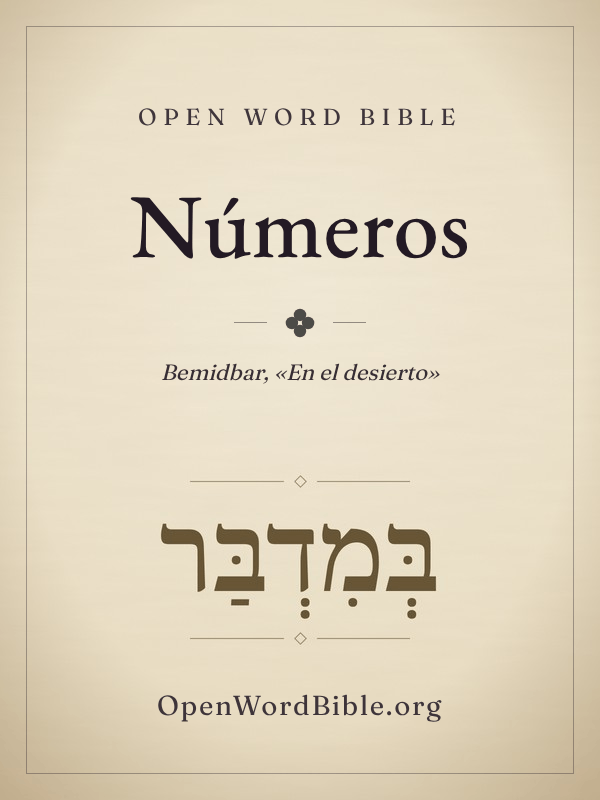 OPEN WORD BIBLE
Números
Bemidbar, «En el desierto»
בְּמִדְבַּר
OpenWordBible.org